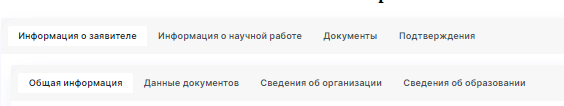 Информация о заявителе Информация о научной работе Документы Подтверждения
Общая информация Данные документов Сведения об организации Сведения об образовании